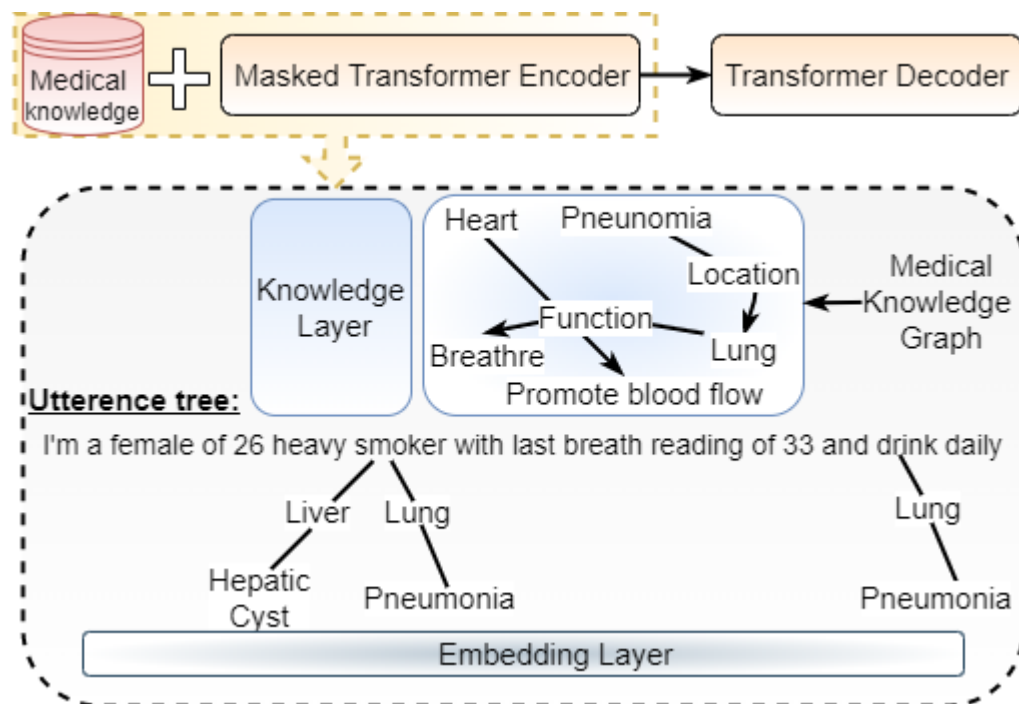 Medical
knowledge
Masked Transformer Encoder
Transformer Decoder
Knowledge
Layer
Heart
Pneunomia
Location
Function
Breathre
Lung
Promote blood flow
Medical
Knowledge
Graph
Utterence tree:
I'm a female of 26 heavy smoker with last breath reading of 33 and drink daily
Liver
Lung
Lung
Hepatic
Cyst
Pneumonia
Pneumonia
Embedding Layer